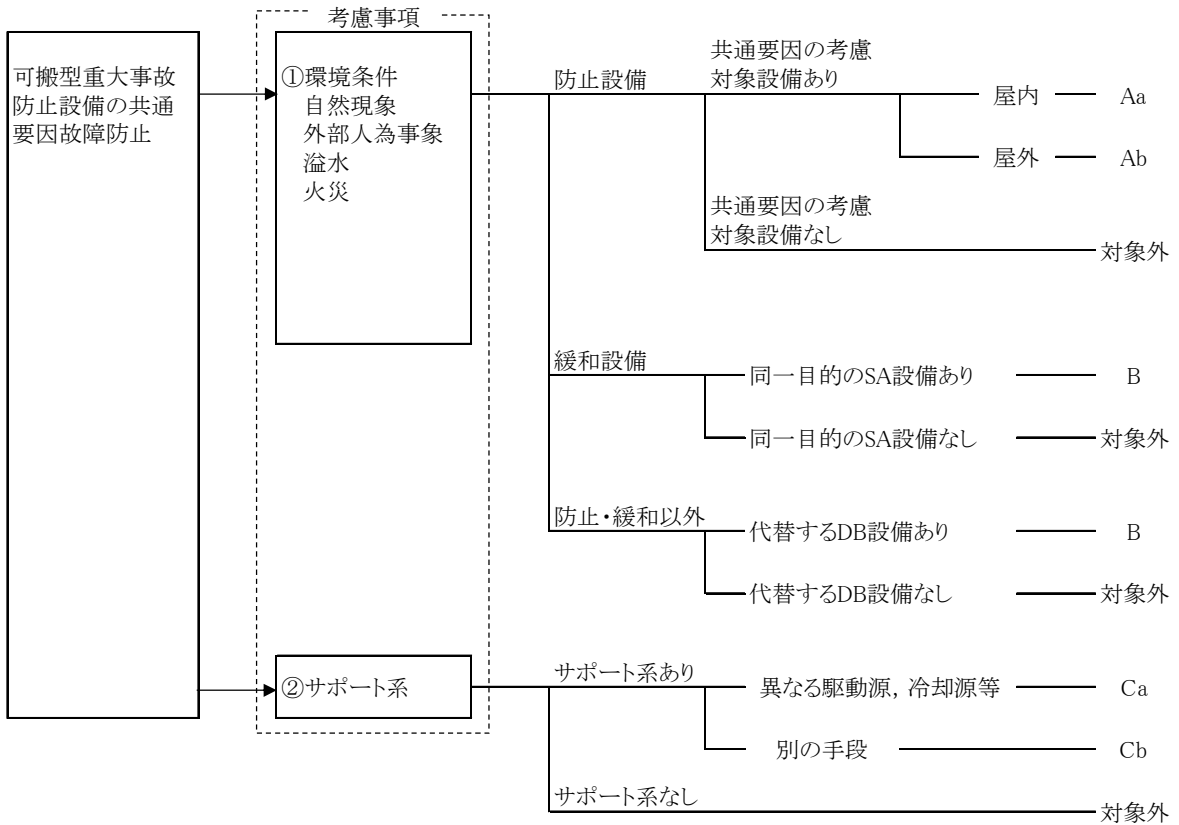 考慮事項
可搬型重大事故
防止設備の共通
要因故障防止
①環境条件
自然現象
外部人為事象
溢水
火災
防止設備
共通要因の考慮
対象設備あり
屋内
Aa
屋外
Ab
共通要因の考慮
対象設備なし
対象外
緩和設備
同一目的のSA設備あり
B
同一目的のSA設備なし
対象外
防止・緩和以外
代替するDB設備あり
B
代替するDB設備なし
対象外
②サポート系
サポート系あり
異なる駆動源，冷却源等
Ca
別の手段
Cb
サポート系なし
対象外